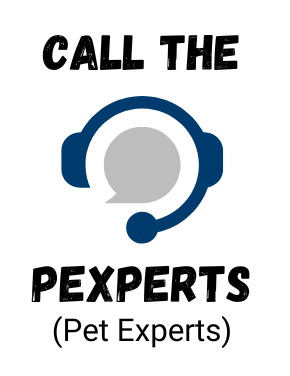 CALL THE
PEXPERTS
(Pet Experts)